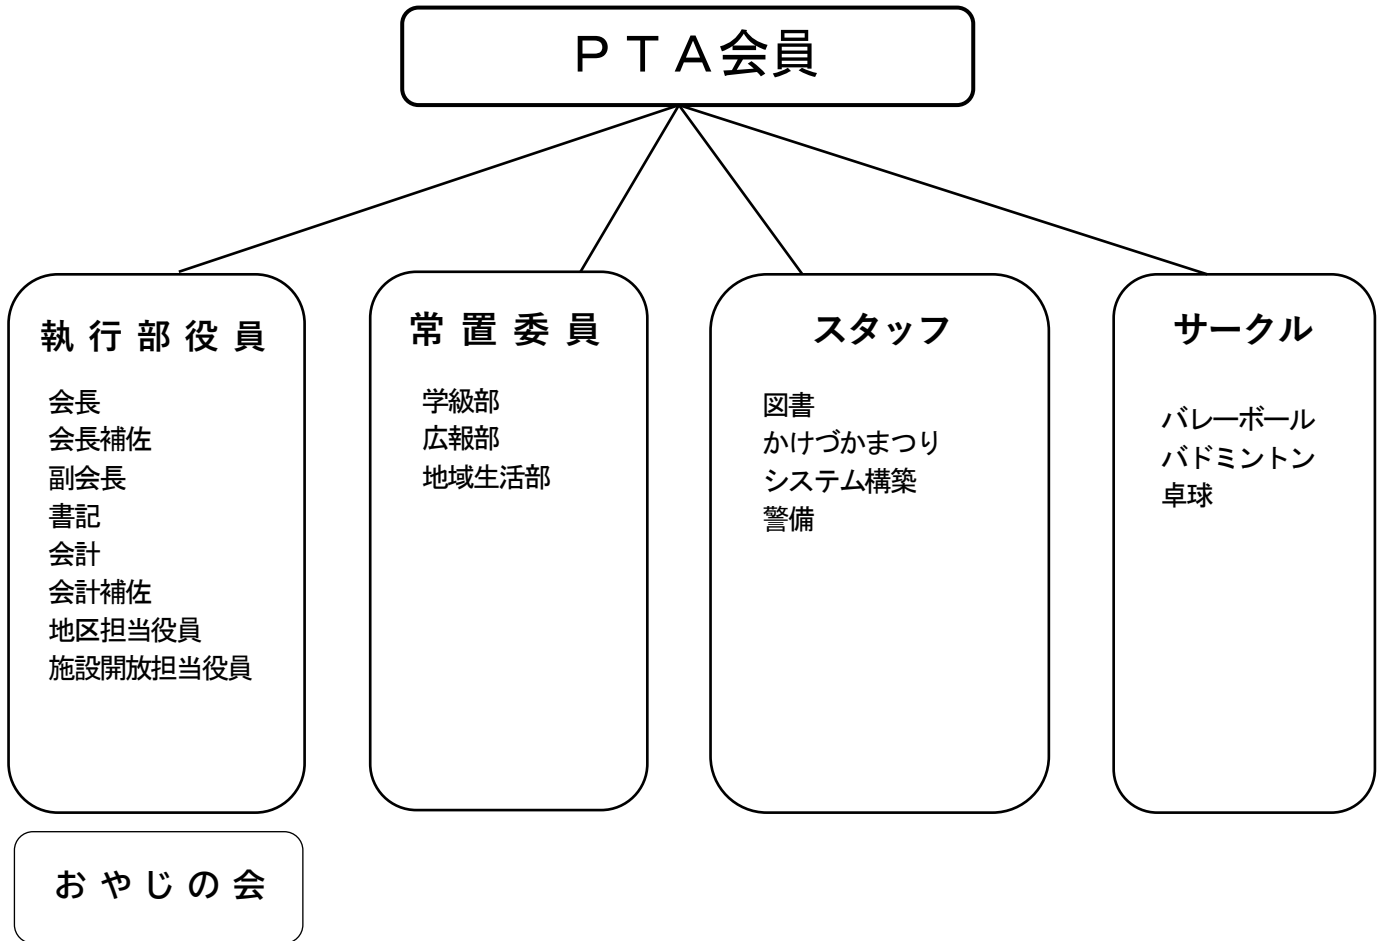 ＰＴＡ会員
執行部役員
会長
会長補佐
副会長
書記
会計
会計補佐
地区担当役員
施設開放担当役員
常置委員
学級部
広報部
地域生活部
スタッフ
図書
かけづかまつり
システム構築
警備
サークル
バレーボール
バドミントン
卓球
おやじの会